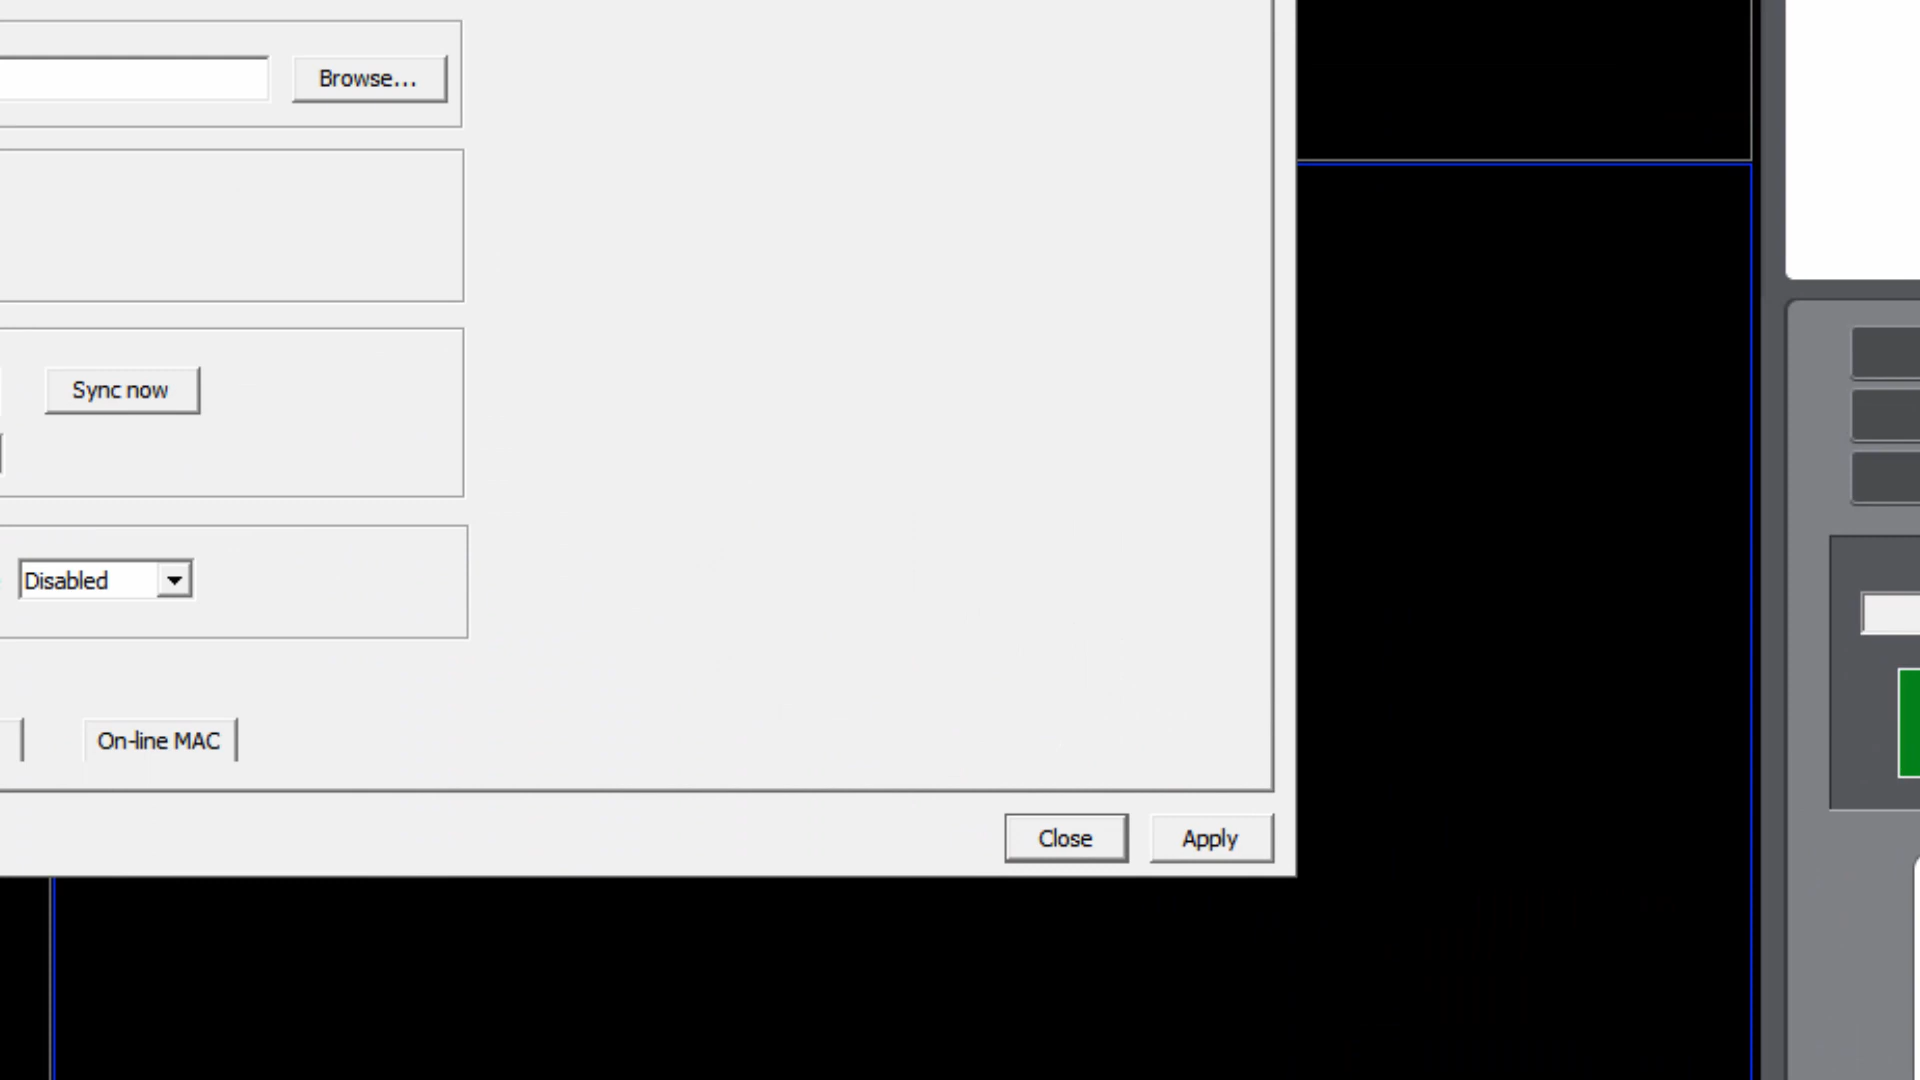 Browse...
Sync now
Disabled
On-line MAC
Close
Apply